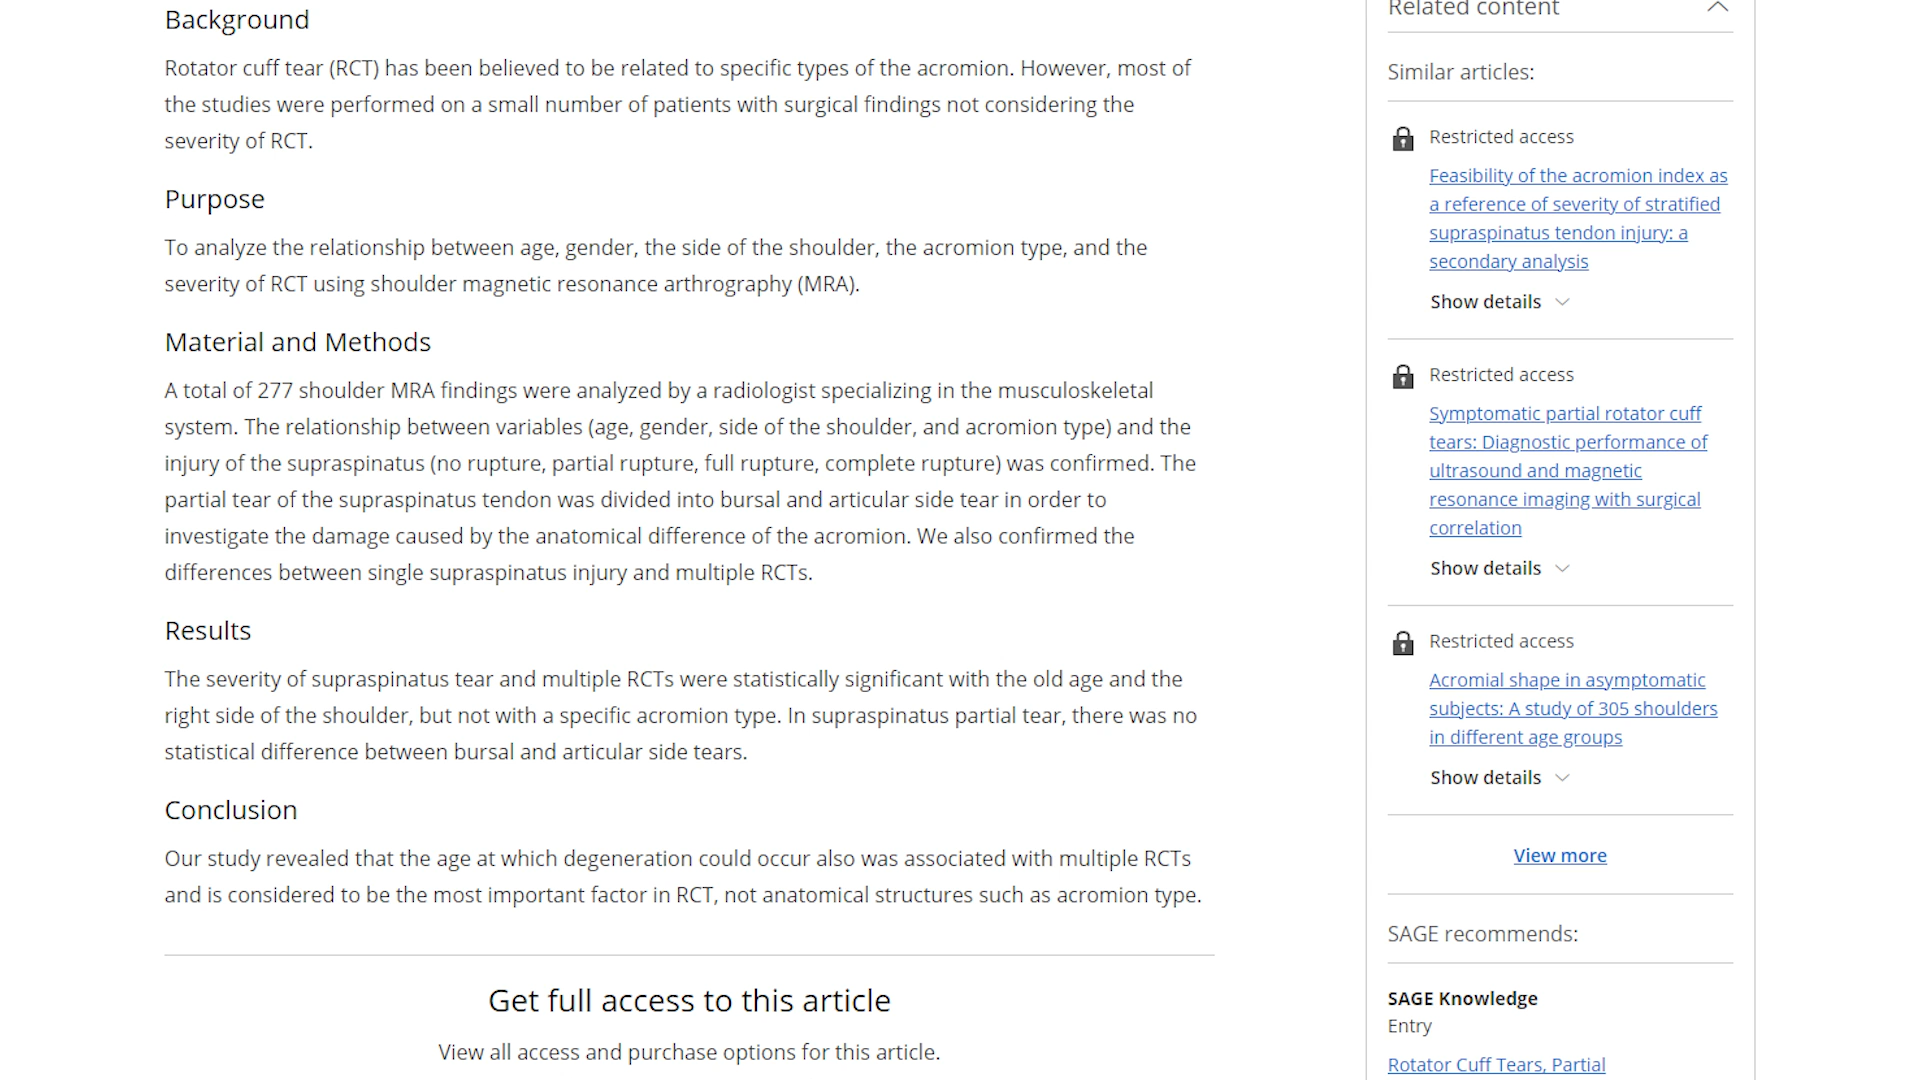 Background
Rotator cuff tear (RCT) has been believed to be related to specific types of the acromion. However, most of
the studies were performed on a small number of patients with surgical findings not considering the
severity of RCT.
Purpose
To analyze the relationship between age, gender, the side of the shoulder, the acromion type, and the
severity of RCT using shoulder magnetic resonance arthrography (MRA).
Material and Methods
A total of 277 shoulder MRA findings were analyzed by a radiologist specializing in the musculoskeletal
system. The relationship between variables (age, gender, side of the shoulder, and acromion type) and the
injury of the supraspinatus (no rupture, partial rupture, full rupture, complete rupture) was confirmed. The
partial tear of the supraspinatus tendon was divided into bursal and articular side tear in order to
investigate the damage caused by the anatomical difference of the acromion. We also confirmed the
differences between single supraspinatus injury and multiple RCTs.
Results
The severity of supraspinatus tear and multiple RCTs were statistically significant with the old age and the
right side of the shoulder, but not with a specific acromion type. In supraspinatus partial tear, there was no
statistical difference between bursal and articular side tears.
Conclusion
Our study revealed that the age at which degeneration could occur also was associated with multiple RCTs
and is considered to be the most important factor in RCT, not anatomical structures such as acromion type.
Get full access to this article
View all access and purchase options for this article.
Related content
Similar articles:
Restricted access
Feasibility of the acromion index as
a reference of severity of stratified
supraspinatus tendon injury: a
secondary analysis
Show details
Restricted access
Symptomatic partial rotator cuff
tears: Diagnostic performance of
ultrasound and magnetic
resonance imaging with surgical
correlation
Show details
Restricted access
Acromial shape in asymptomatic
subjects: A study of 305 shoulders
in different age groups
Show details
View more
SAGE recommends:
SAGE Knowledge
Entry
Rotator Cuff Tears, Partial